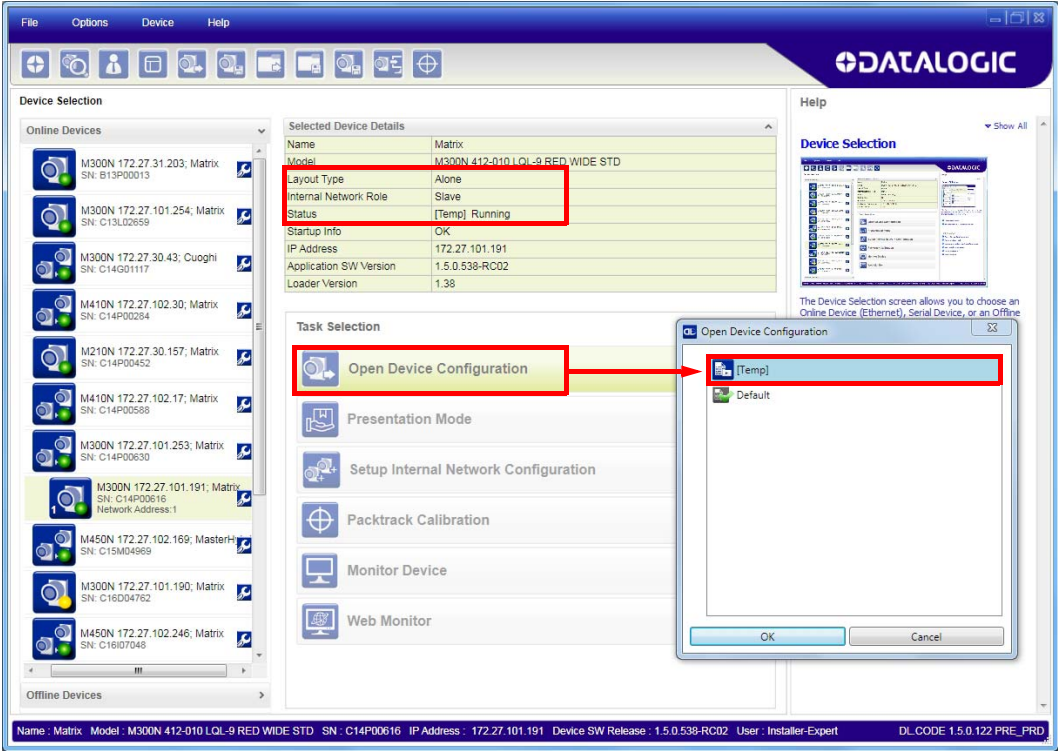 File Options Device Help
DATALOGIC
Device Selection
Online Devices
M300N 172.27.31.203; Matrix
SN: B13P00013
M300N 172.27.101.254; Matrix
SN: C13L02659
M300N 172.27.30.43; Cuoghi
SN: C14G01117
M410N 172.27.102.30; Matrix
SN: C14P00284
M210N 172.27.30.157; Matrix
SN: C14P00452
M410N 172.27.102.17; Matrix
SN: C14P00588
M300N 172.27.101.253; Matrix
SN: C14P00630
M300N 172.27.101.191; Matrix
SN: C14P00616
1 Network Address:1
M450N 172.27.102.169; MasterH
SN: C15M04969
M300N 172.27.101.190; Matrix
SN: C16D04762
M450N 172.27.102.246; Matrix
SN: C16I07048
Offline Devices
Selected Device Details
Name Matrix
Model M300N 412-010 LQL-9 RED WIDE STD
Layout Type Alone
Internal Network Role Slave
Status [Temp] Running
Startup Info OK
IP Address 172.27.101.191
Application SW Version 1.5.0.538-RC02
Loader Version 1.38
Task Selection
Open Device Configuration
Presentation Mode
Setup Internal Network Configuration
Packtrack Calibration
Monitor Device
Web Monitor
Help
Show All
Device Selection
The Device Selection screen allows you to choose an
Online Device (Ethernet), Serial Device, or an Offline
Open Device Configuration
[Temp]
Default
OK Cancel
Name : Matrix Model : M300N 412-010 LQL-9 RED WIDE STD SN : C14P00616 IP Address : 172.27.101.191 Device SW Release : 1.5.0.538-RC02 User : Installer-Expert DL.CODE 1.5.0.122 PRE_PRD